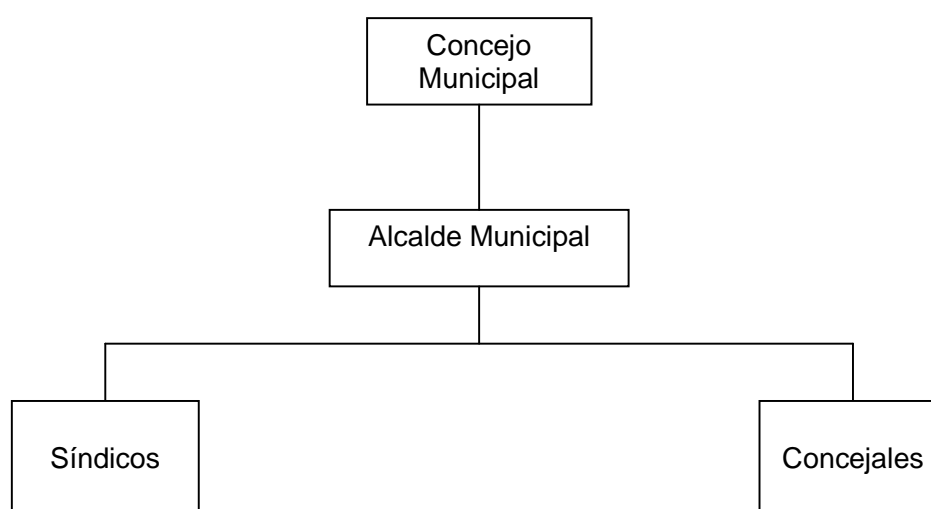 Concejo
Municipal
Alcalde Municipal
Síndicos
Concejales